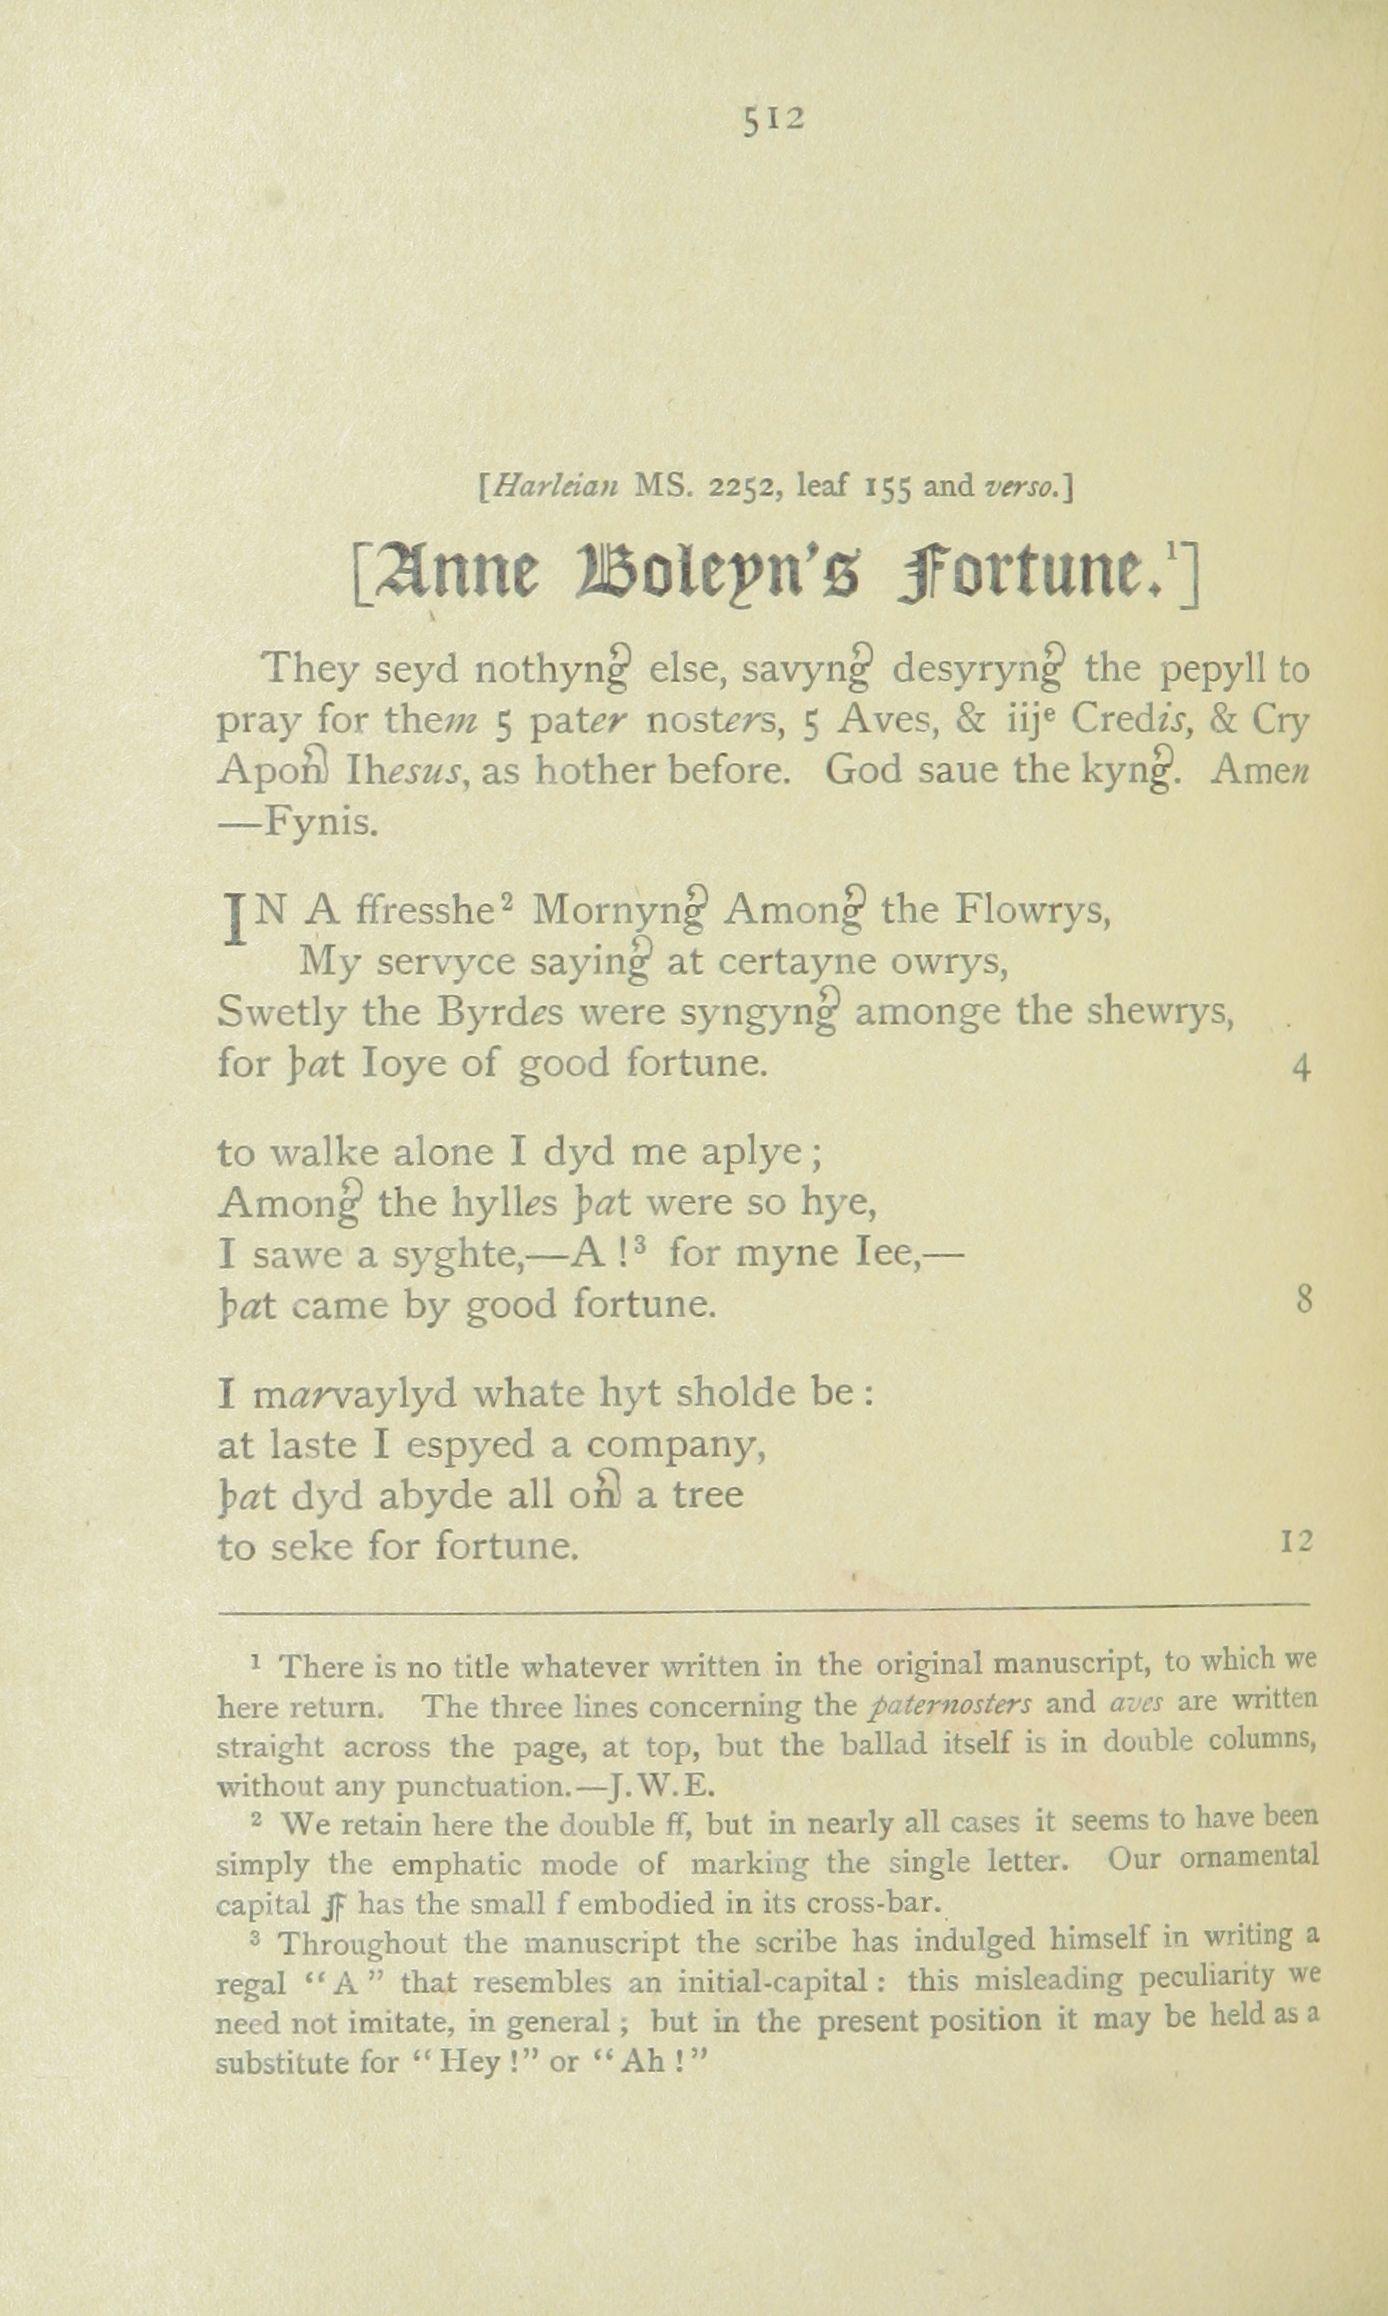 512
[Harleian MS. 2252, leaf 155 and verso.]
[Anne Boleyn's Fortune.¹]
They seyd nothyng else, savyng desyryng the pepyll to
pray for them 5 pater nosters, 5 Aves, & iijᵉ Credis, & Cry
Apon Ihesus, as hother before. God saue the kyng. Amen
—Fynis.
IN A ffresshe² Mornyng Among the Flowrys,
My servyce saying at certayne owrys,
Swetly the Byrdes were syngyng amonge the shewrys,
for þat Ioye of good fortune. 4
to walke alone I dyd me aplye;
Among the hylles þat were so hye,
I sawe a syghte,—A !³ for myne Iee,—
þat came by good fortune. 8
I marvaylyd whate hyt sholde be:
at laste I espyed a company,
þat dyd abyde all on a tree
to seke for fortune. 12
¹ There is no title whatever written in the original manuscript, to which we
here return. The three lines concerning the paternosters and aves are written
straight across the page, at top, but the ballad itself is in double columns,
without any punctuation.—J.W.E.
² We retain here the double ff, but in nearly all cases it seems to have been
simply the emphatic mode of marking the single letter. Our ornamental
capital F has the small f embodied in its cross-bar.
³ Throughout the manuscript the scribe has indulged himself in writing a
regal "A" that resembles an initial-capital: this misleading peculiarity we
need not imitate, in general; but in the present position it may be held as a
substitute for "Hey!" or "Ah!"